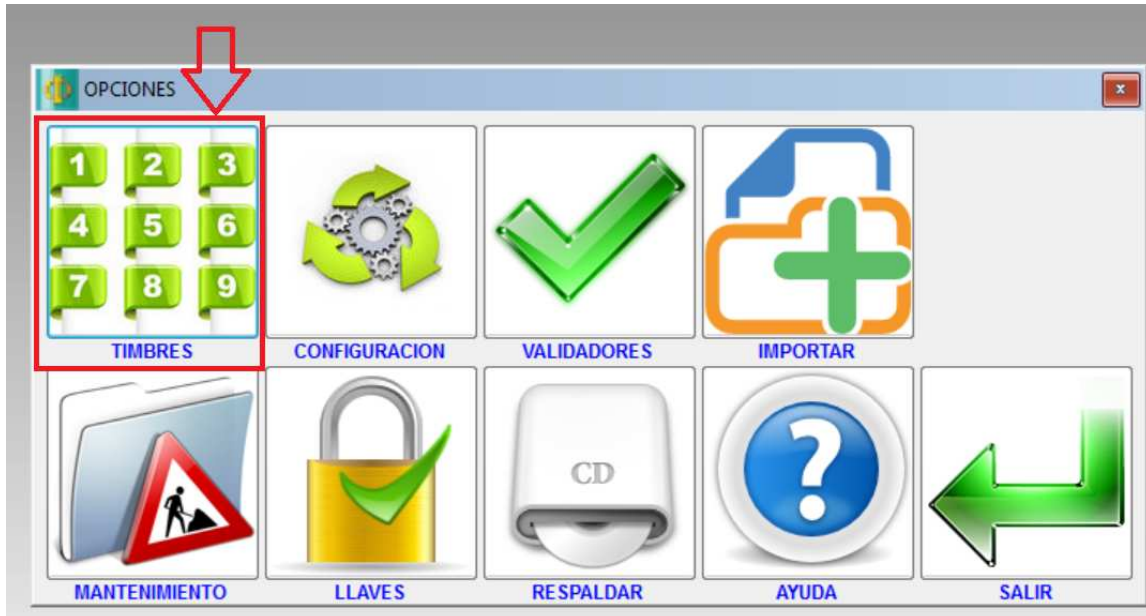 OPCIONES
x
1 2 3
4 5 6
7 8 9
TIMBRES CONFIGURACION VALIDADORES IMPORTAR
CD
?
MANTENIMIENTO LLAVES RESPALDAR AYUDA SALIR